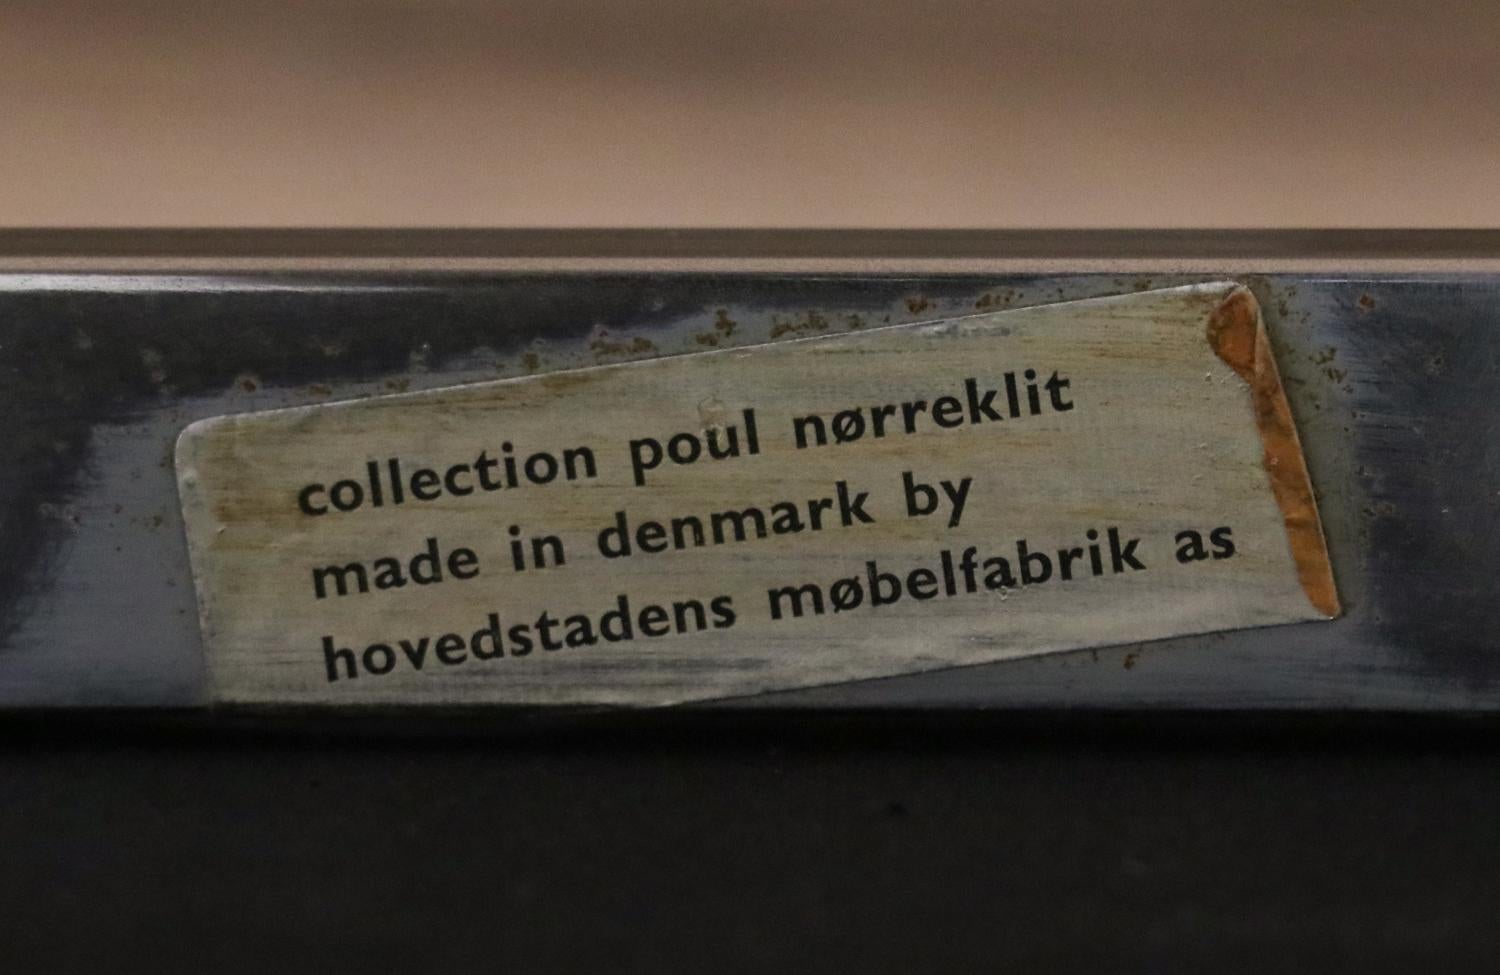 collection poul nørreklit
made in denmark by
hovedstadens møbelfabrik as